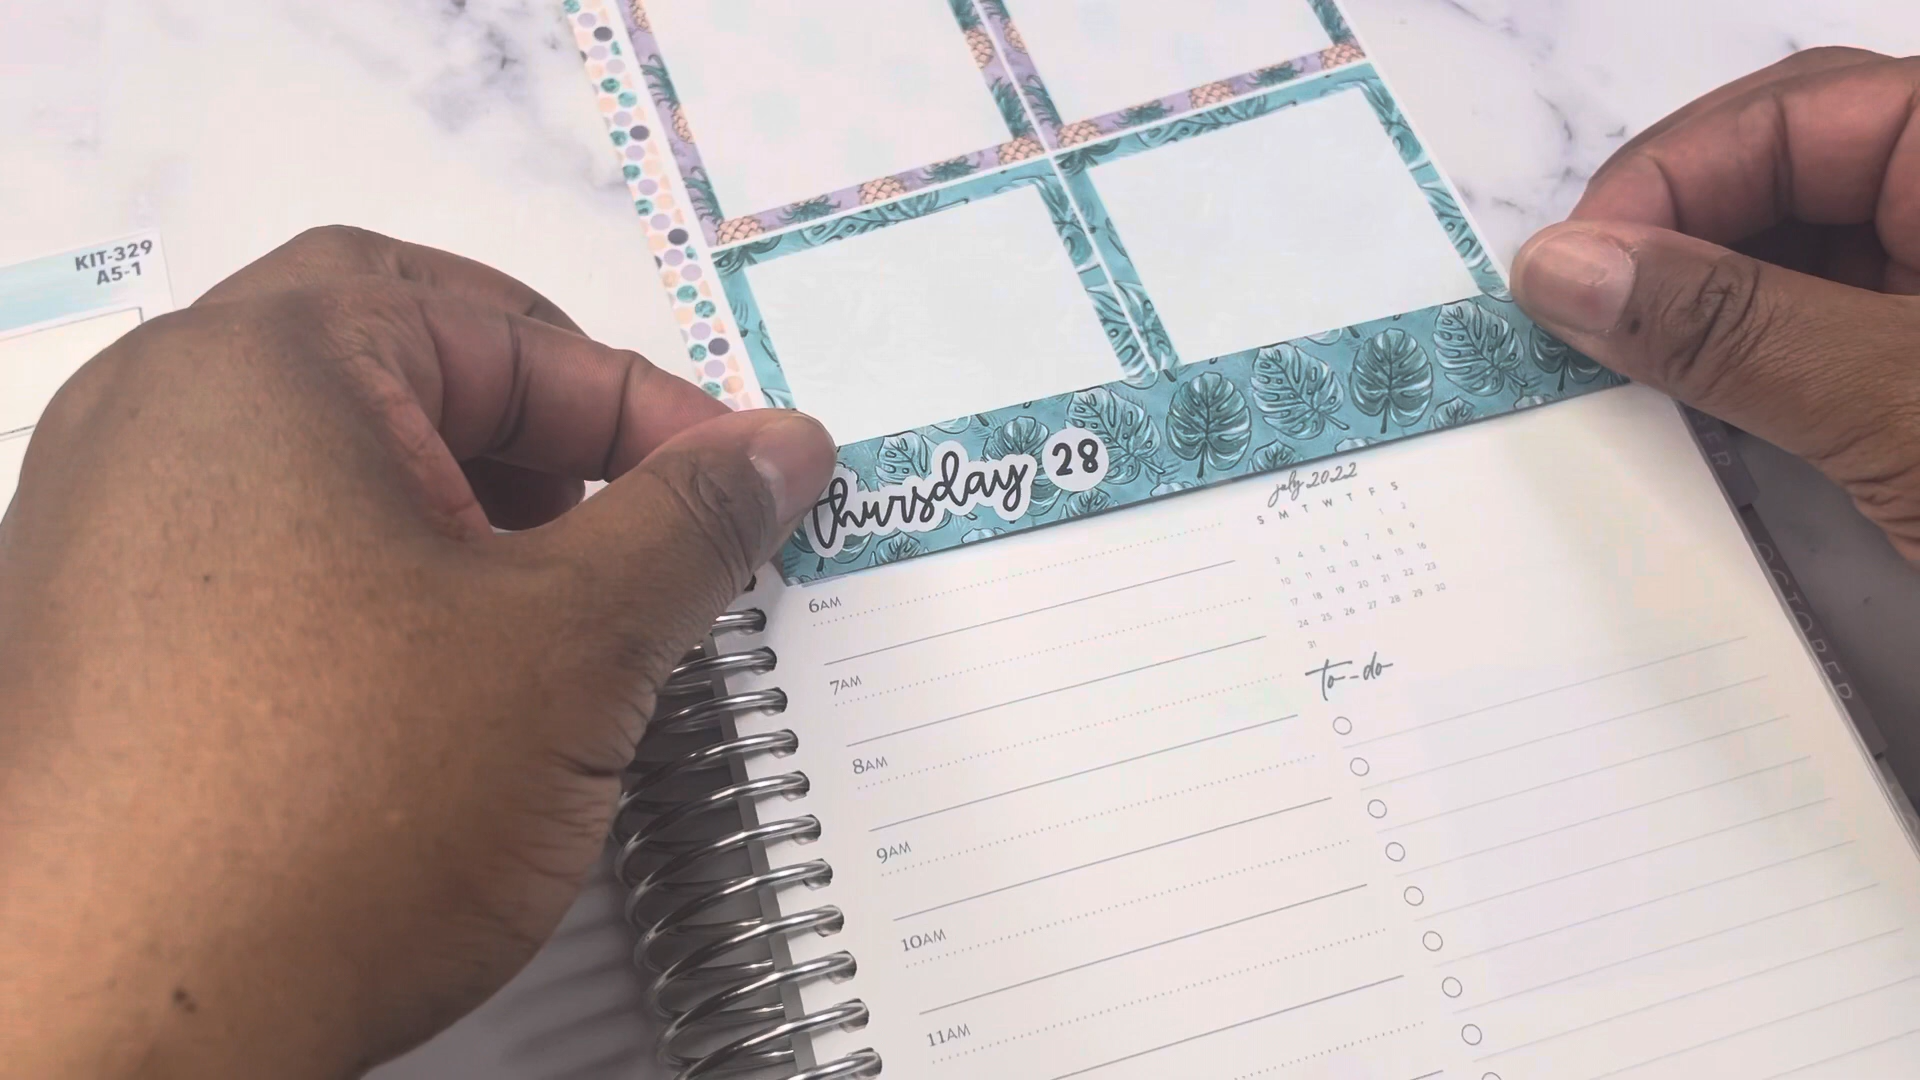 KIT-329
A5-1
thursday 28
july 2022
S M T W T F S
1 2
3 4 5 6 7 8 9
10 11 12 13 14 15 16
17 18 19 20 21 22 23
24 25 26 27 28 29 30
31
6AM
7AM
8AM
9AM
10AM
11AM
to-do
OCTOBER